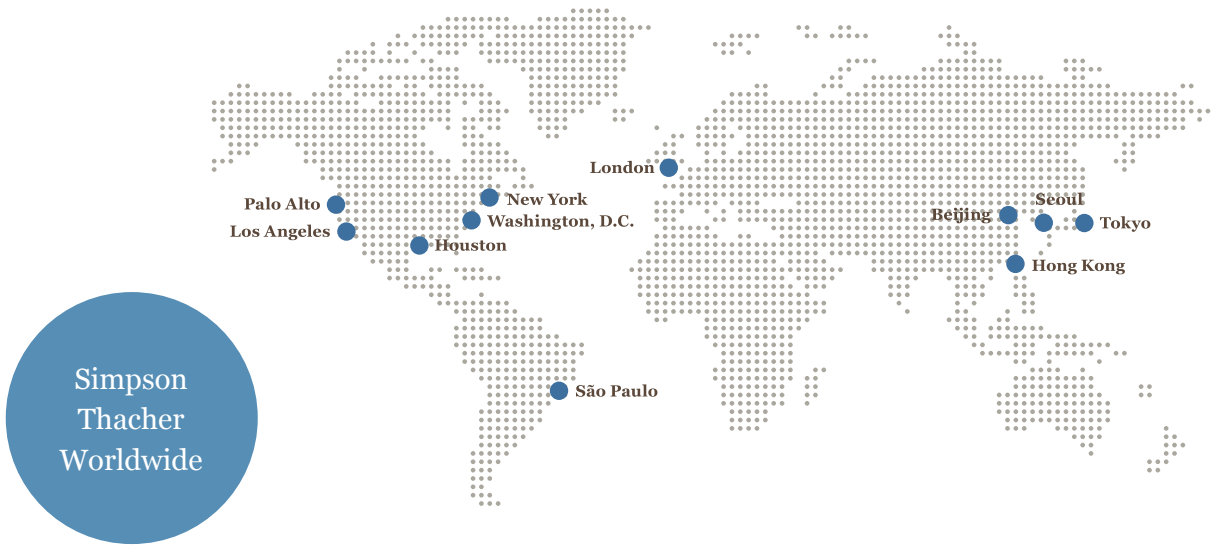 London
Palo Alto
New York
Seoul
Beijing
Washington, D.C.
Tokyo
Los Angeles
Houston
Hong Kong
São Paulo
Simpson
Thacher
Worldwide